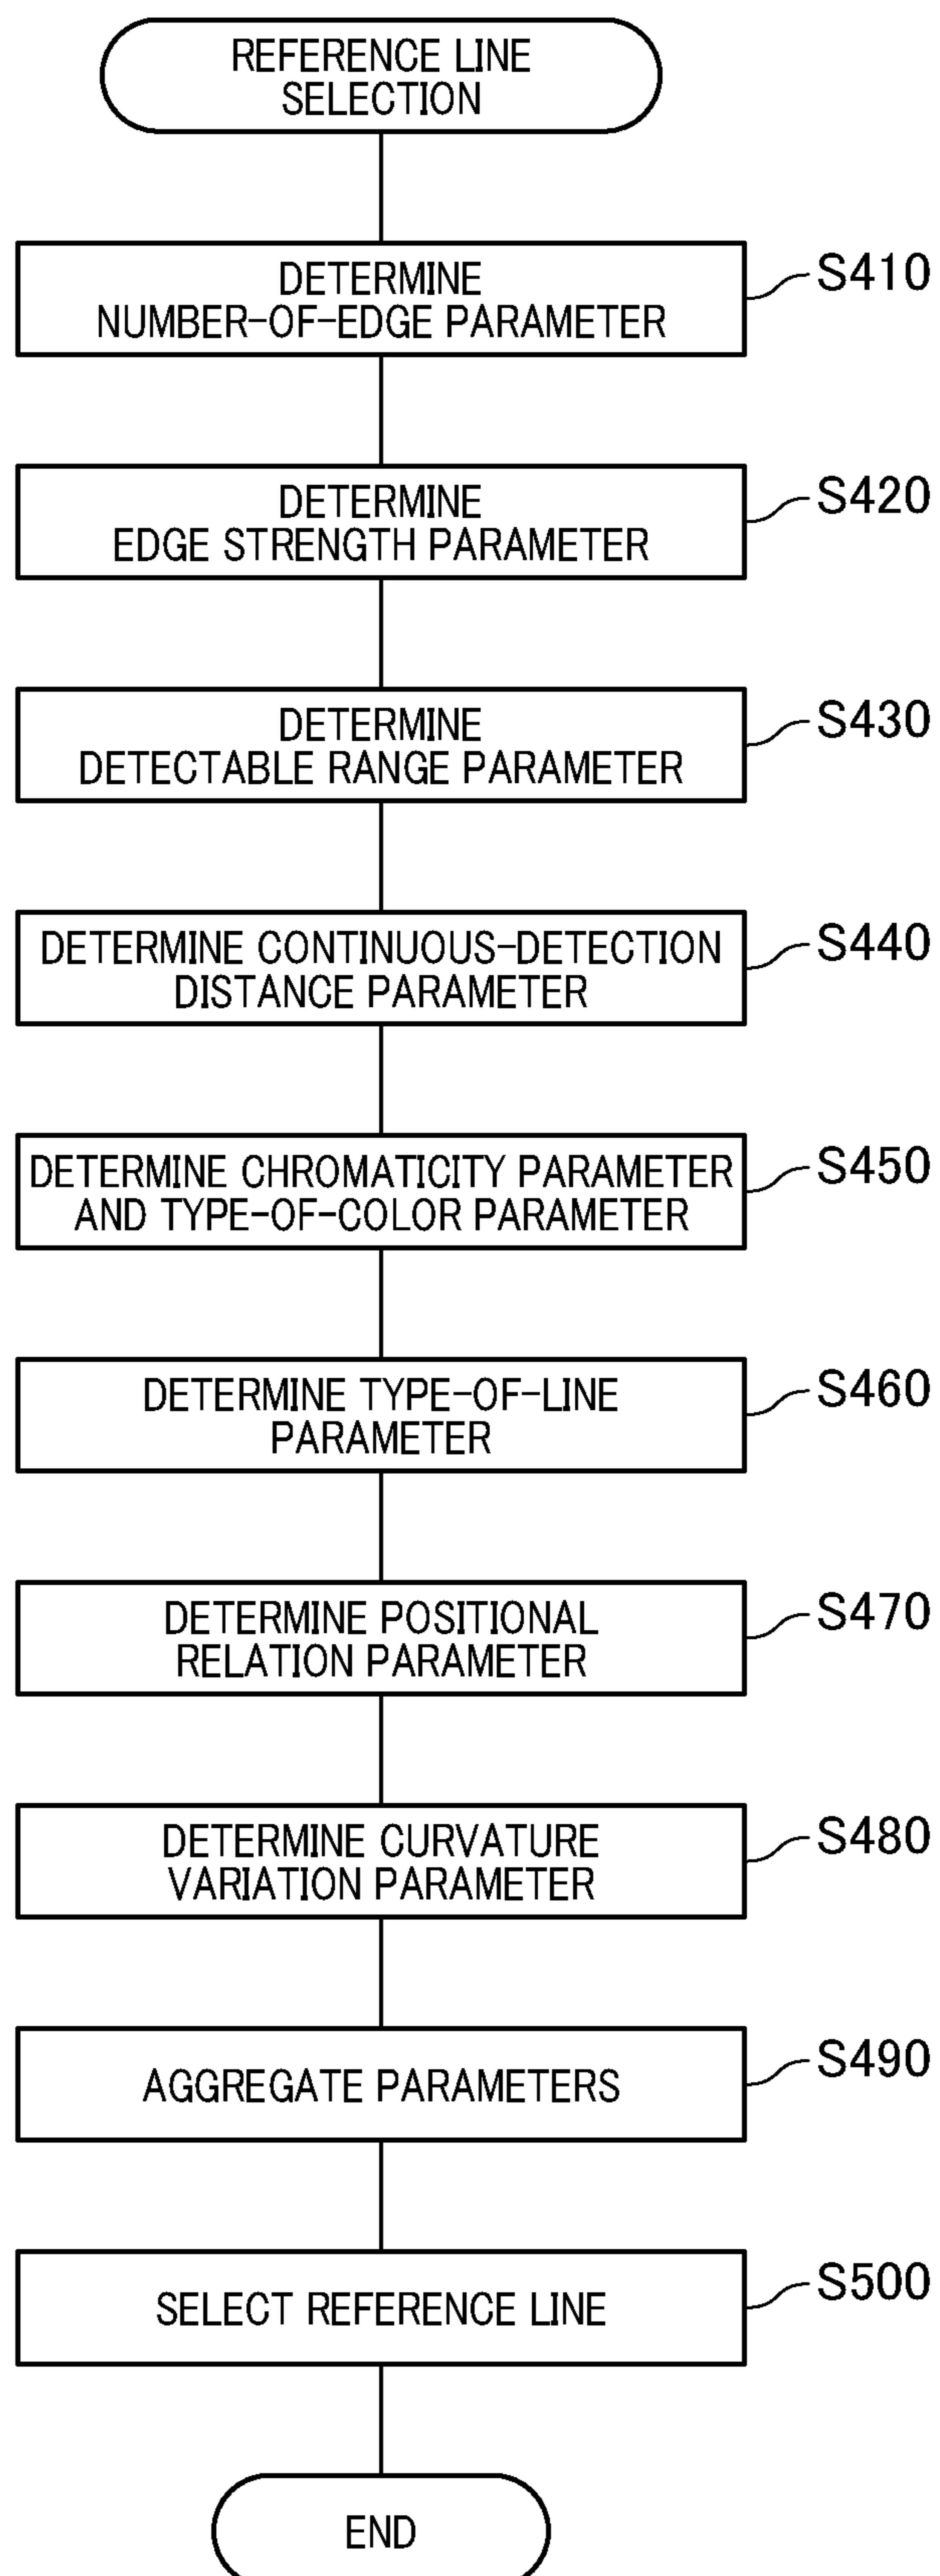 REFERENCE LINE
SELECTION
DETERMINE
NUMBER-OF-EDGE PARAMETER
S410
DETERMINE
EDGE STRENGTH PARAMETER
S420
DETERMINE
DETECTABLE RANGE PARAMETER
S430
DETERMINE CONTINUOUS-DETECTION
DISTANCE PARAMETER
S440
DETERMINE CHROMATICITY PARAMETER
AND TYPE-OF-COLOR PARAMETER
S450
DETERMINE TYPE-OF-LINE
PARAMETER
S460
DETERMINE POSITIONAL
RELATION PARAMETER
S470
DETERMINE CURVATURE
VARIATION PARAMETER
S480
AGGREGATE PARAMETERS
S490
SELECT REFERENCE LINE
S500
END